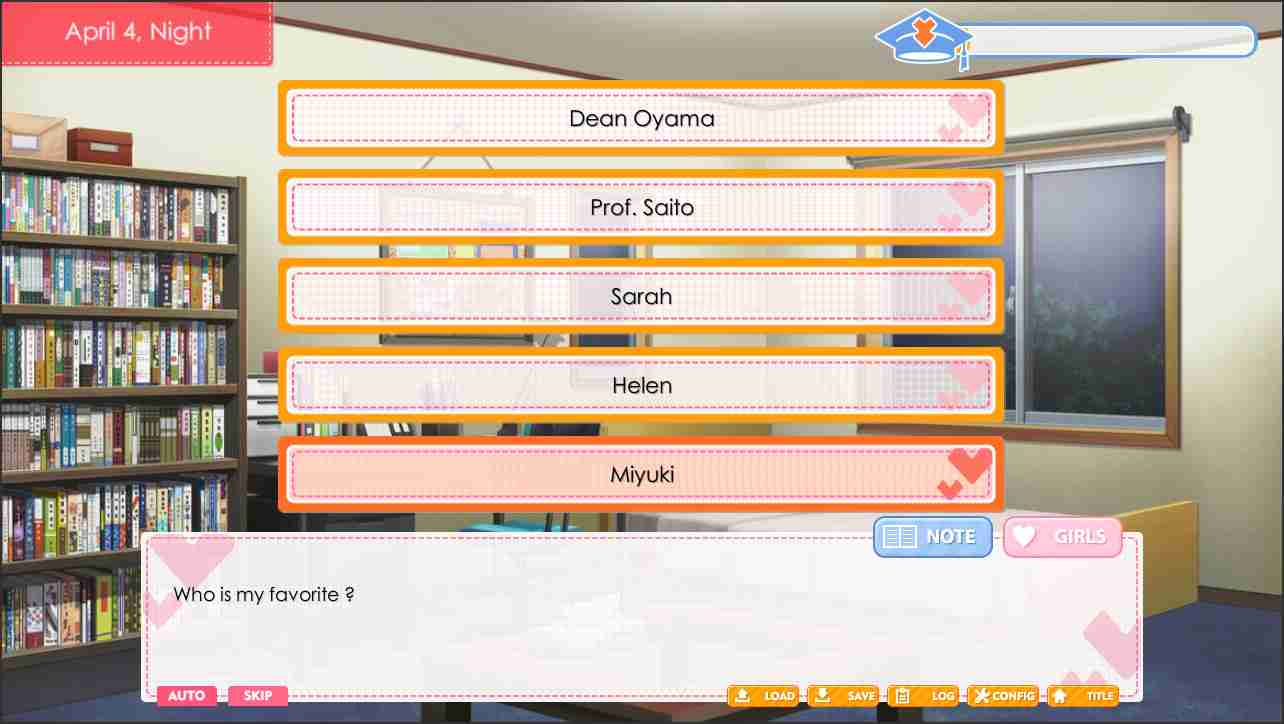 April 4, Night
Dean Oyama
Prof. Saito
Sarah
Helen
Miyuki
NOTE
GIRLS
Who is my favorite ?
AUTO
SKIP
LOAD
SAVE
LOG
CONFIG
TITLE